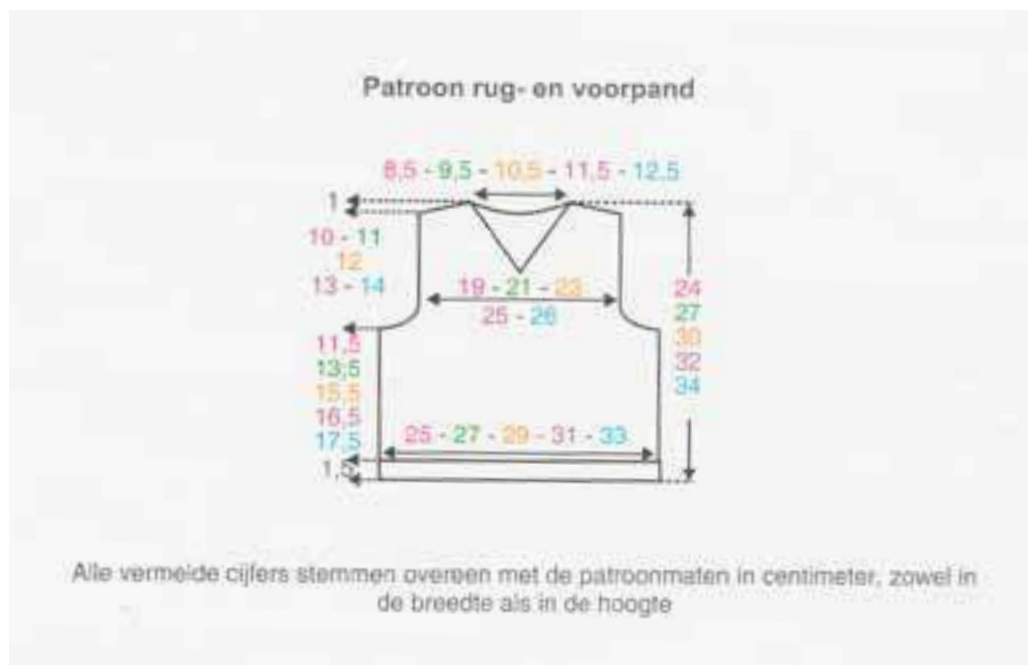 Patroon rug- en voorpand
8,5 - 9,5 - 10,5 - 11,5 - 12,5
1
10 - 11
12
13 - 14
19 - 21 - 23
25 - 26
24
27
30
32
34
11,5
13,5
15,5
16,5
17,5
25 - 27 - 29 - 31 - 33
Alle vermelde cijfers stemmen overeen met de patroonmaten in centimeter, zowel in
de breedte als in de hoogte